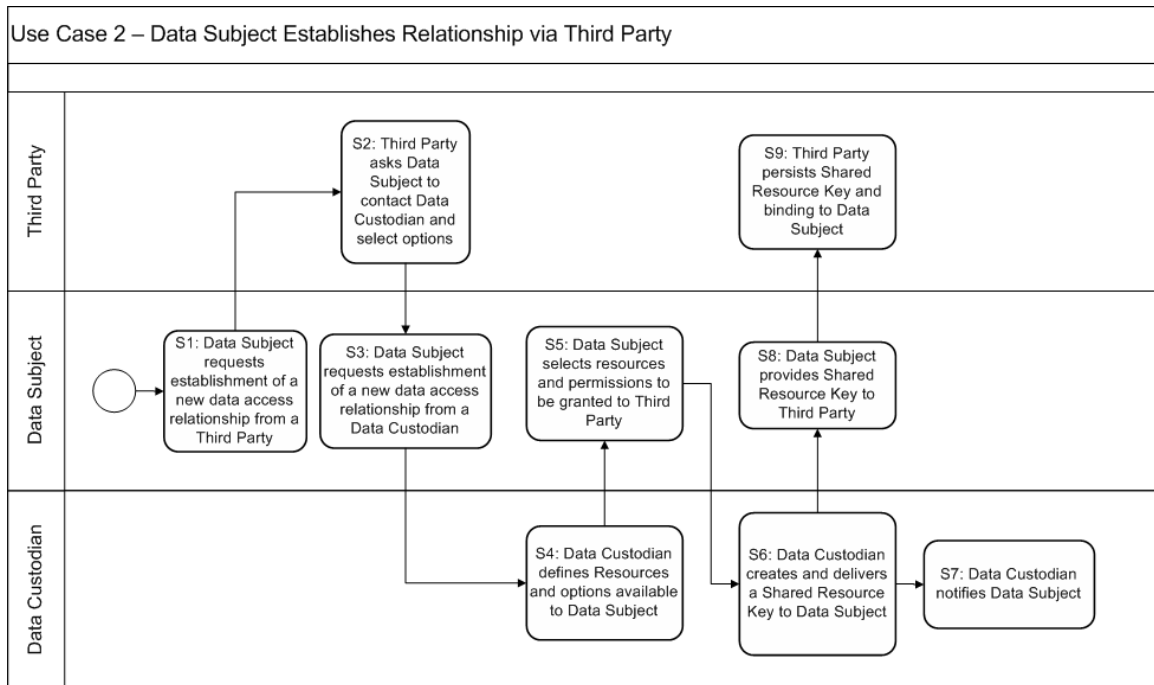 Use Case 2 – Data Subject Establishes Relationship via Third Party
Third Party
S2: Third Party
asks Data
Subject to
contact Data
Custodian and
select options
S9: Third Party
persists Shared
Resource Key and
binding to Data
Subject
Data Subject
S1: Data Subject
requests
establishment of a
new data access
relationship from a
Third Party
S3: Data Subject
requests establishment
of a new data access
relationship from a
Data Custodian
S5: Data Subject
selects resources
and permissions to
be granted to Third
Party
S8: Data Subject
provides Shared
Resource Key to
Third Party
Data Custodian
S4: Data Custodian
defines Resources
and options available
to Data Subject
S6: Data Custodian
creates and delivers
a Shared Resource
Key to Data Subject
S7: Data Custodian
notifies Data Subject